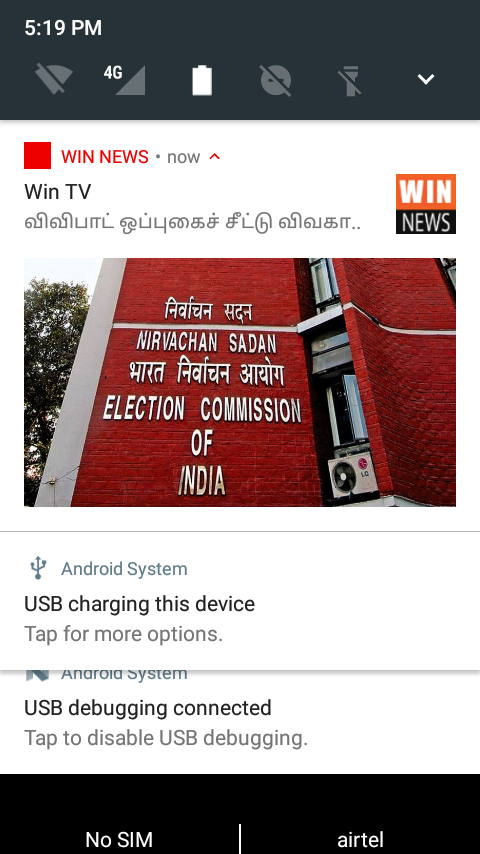 5:19 PM
4G
WIN NEWS • now
Win TV
விவிபாட் ஒப்புகைச் சீட்டு விவகா..
WIN
NEWS
निर्वाचन सदन
NIRVACHAN SADAN
भारत निर्वाचन आयोग
ELECTION COMMISSION
OF
INDIA
LG
Android System
USB charging this device
Tap for more options.
Android System
USB debugging connected
Tap to disable USB debugging.
No SIM
airtel